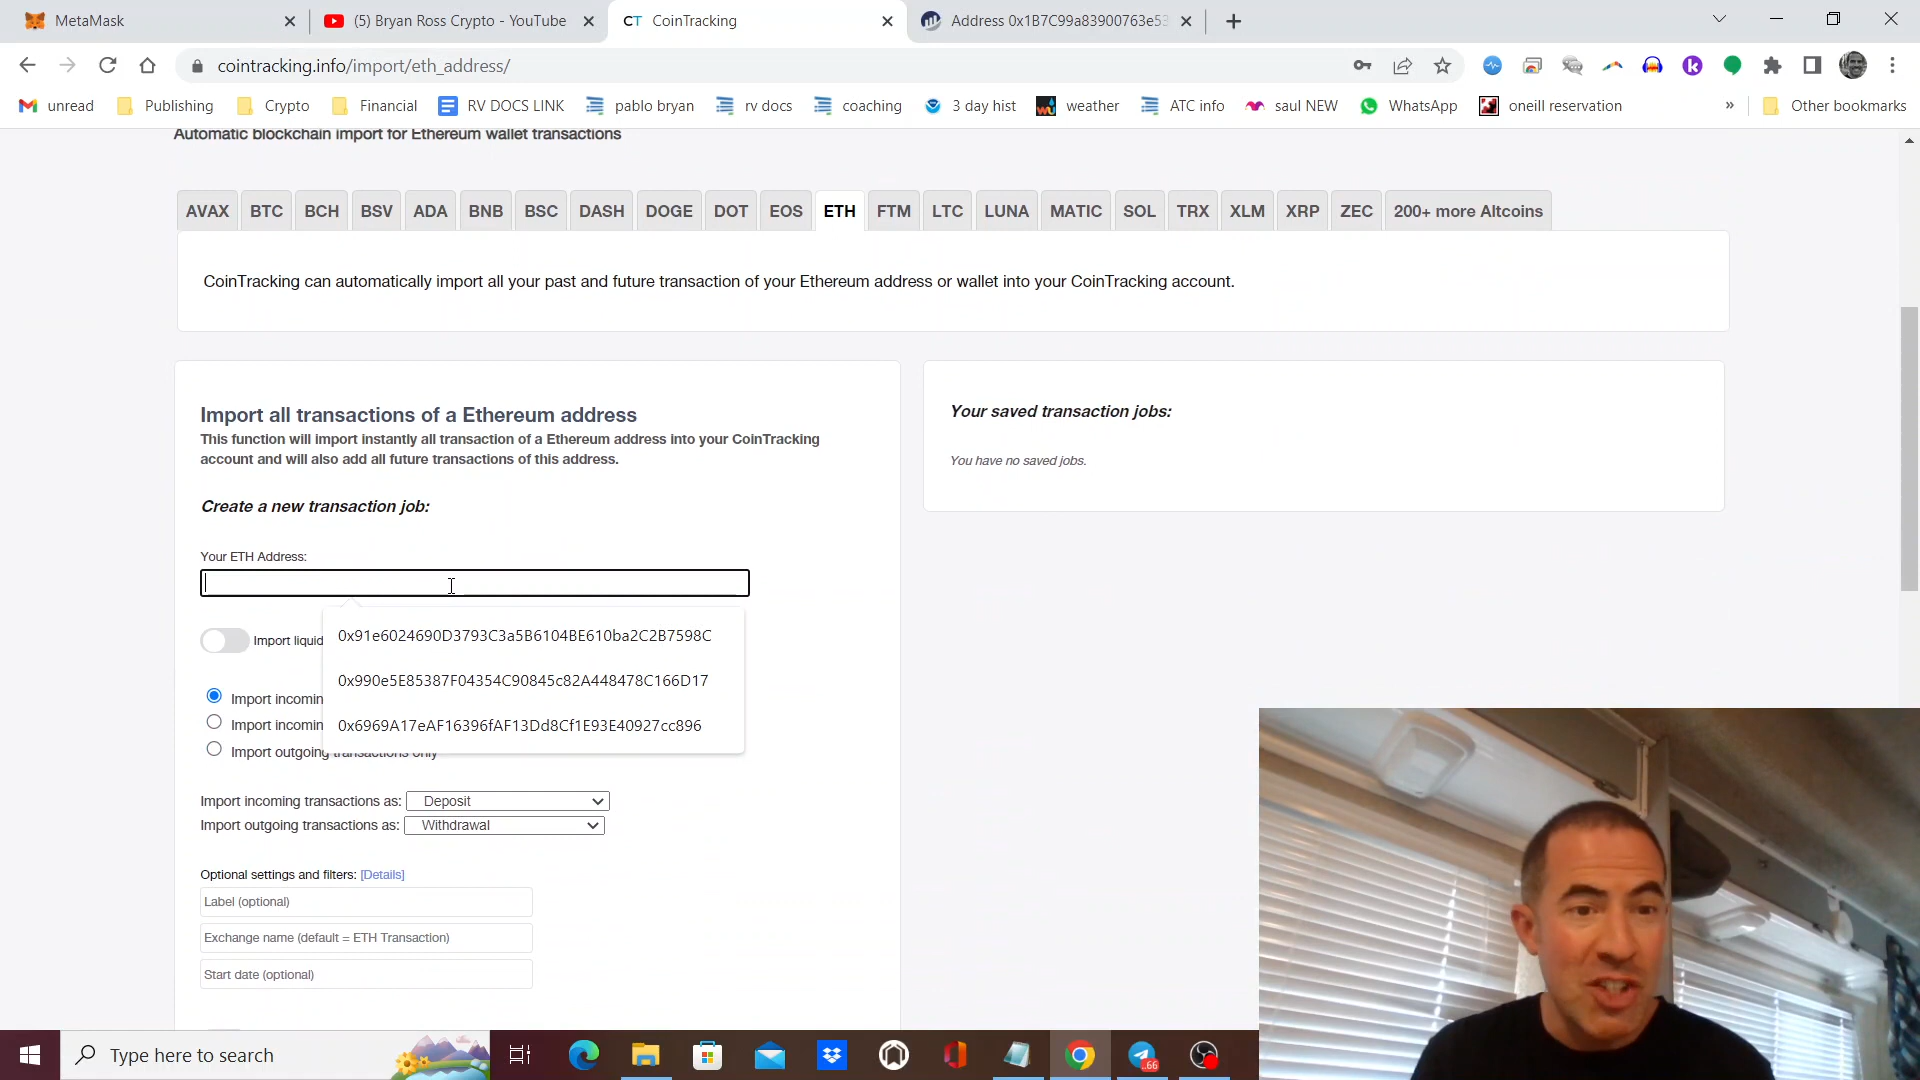 MetaMask
(5) Bryan Ross Crypto - YouTube
CT CoinTracking
Address 0x1B7C99a83900763e53
cointracking.info/import/eth_address/
unread
Publishing
Crypto
Financial
RV DOCS LINK
pablo bryan
rv docs
coaching
3 day hist
weather
ATC info
saul NEW
WhatsApp
oneill reservation
»
Other bookmarks
Automatic blockchain import for Ethereum wallet transactions
AVAX BTC BCH BSV ADA BNB BSC DASH DOGE DOT EOS ETH FTM LTC LUNA MATIC SOL TRX XLM XRP ZEC 200+ more Altcoins
CoinTracking can automatically import all your past and future transaction of your Ethereum address or wallet into your CoinTracking account.
Import all transactions of a Ethereum address
This function will import instantly all transaction of a Ethereum address into your CoinTracking
account and will also add all future transactions of this address.
Create a new transaction job:
Your ETH Address:
0x91e6024690D3793C3a5B6104BE610ba2C2B7598C
Import liquid
0x990e5E85387F04354C90845c82A448478C166D17
Import incomin
Import incomin
0x6969A17eAF16396fAF13Dd8Cf1E93E40927cc896
Import outgoing transactions only
Import incoming transactions as: Deposit
Import outgoing transactions as: Withdrawal
Optional settings and filters: [Details]
Label (optional)
Exchange name (default = ETH Transaction)
Start date (optional)
Your saved transaction jobs:
You have no saved jobs.
Type here to search
66